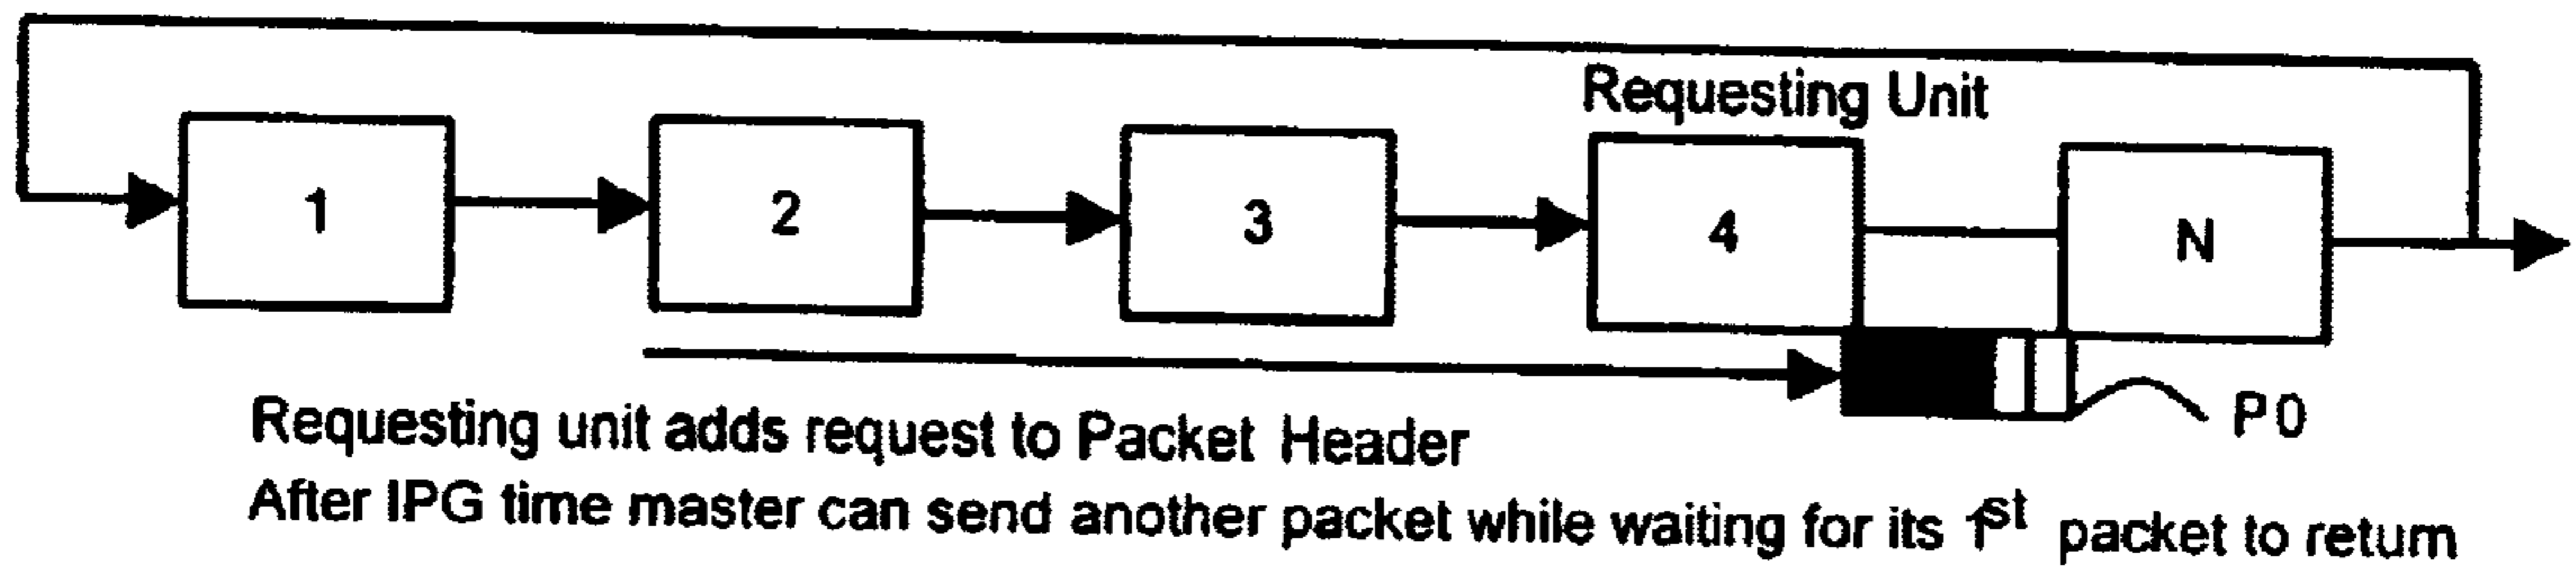 Requesting Unit
1
2
3
4
N
P0
Requesting unit adds request to Packet Header
After IPG time master can send another packet while waiting for its 1st packet to return